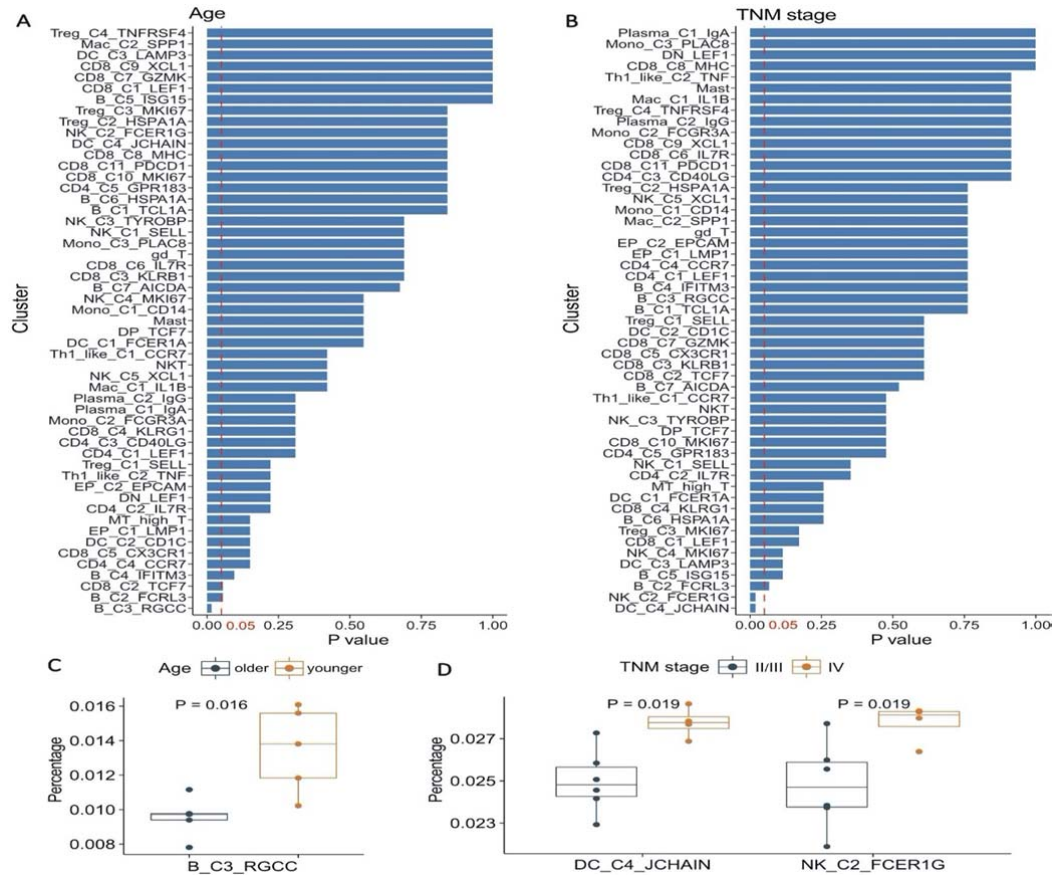 A
Age
Treg_C4_TNFRSF4
Mac_C2_SPP1
DC_C3_LAMP3
CD8_C9_XCL1
CD8_C7_GZMK
CD8_C1_LEF1
B_C5_ISG15
Treg_C3_MKI67
Treg_C2_HSPA1A
NK_C2_FCER1G
DC_C4_JCHAIN
CD8_C8_MHC
CD8_C11_PDCD1
CD8_C10_MKI67
CD4_C5_GPR183
B_C6_HSPA1A
B_C1_TCL1A
NK_C3_TYROBP
NK_C1_SELL
Mono_C3_PLAC8
gd_T
CD8_C6_IL7R
CD8_C3_KLRB1
B_C7_AICDA
NK_C4_MKI67
Mono_C1_CD14
Mast
DP_TCF7
DC_C1_FCER1A
Th1_like_C1_CCR7
NKT
NK_C5_XCL1
Mac_C1_IL1B
Plasma_C2_IgG
Plasma_C1_IgA
Mono_C2_FCGR3A
CD8_C4_KLRG1
CD4_C3_CD40LG
CD4_C1_LEF1
Treg_C1_SELL
Th1_like_C2_TNF
EP_C2_EPCAM
DN_LEF1
CD4_C2_IL7R
MT_high_T
EP_C1_LMP1
DC_C2_CD1C
CD8_C5_CX3CR1
CD4_C4_CCR7
B_C4_IFITM3
CD8_C2_TCF7
B_C2_FCRL3
B_C3_RGCC
Cluster
0.00 0.05 0.25 0.50 0.75 1.00
P value
B
TNM stage
Plasma_C1_IgA
Mono_C3_PLAC8
DN_LEF1
CD8_C8_MHC
Th1_like_C2_TNF
Mast
Mac_C1_IL1B
Treg_C4_TNFRSF4
Plasma_C2_IgG
Mono_C2_FCGR3A
CD8_C9_XCL1
CD8_C6_IL7R
CD8_C11_PDCD1
CD4_C3_CD40LG
Treg_C2_HSPA1A
NK_C5_XCL1
Mono_C1_CD14
Mac_C2_SPP1
gd_T
EP_C2_EPCAM
EP_C1_LMP1
CD4_C4_CCR7
CD4_C1_LEF1
B_C4_IFITM3
B_C3_RGCC
B_C1_TCL1A
Treg_C1_SELL
DC_C2_CD1C
CD8_C7_GZMK
CD8_C5_CX3CR1
CD8_C3_KLRB1
CD8_C2_TCF7
B_C7_AICDA
Th1_like_C1_CCR7
NKT
NK_C3_TYROBP
DP_TCF7
CD8_C10_MKI67
CD4_C5_GPR183
NK_C1_SELL
CD4_C2_IL7R
MT_high_T
DC_C1_FCER1A
CD8_C4_KLRG1
B_C6_HSPA1A
Treg_C3_MKI67
CD8_C1_LEF1
NK_C4_MKI67
DC_C3_LAMP3
B_C5_ISG15
B_C2_FCRL3
NK_C2_FCER1G
DC_C4_JCHAIN
Cluster
0.00 0.05 0.25 0.50 0.75 1.00
P value
C
Age older younger
P = 0.016
0.016
0.014
0.012
0.010
0.008
Percentage
B_C3_RGCC
D
TNM stage II/III IV
P = 0.019 P = 0.019
0.027
0.025
0.023
Percentage
DC_C4_JCHAIN NK_C2_FCER1G